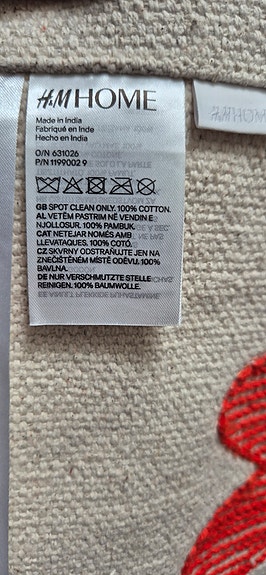 H&M HOME
Made in India
Fabriqué en Inde
Hecho en India
O/N 631026
P/N 1199002 9
GB SPOT CLEAN ONLY. 100% COTTON.
AL VETËM PASTRIM NË VENDIN E
NJOLLOSUR. 100% PAMBUK.
CAT NETEJAR NOMÉS AMB
LLEVATAQUES. 100% COTÓ.
CZ SKVRNY ODSTRAŇUJTE JEN NA
ZNEČIŠTĚNÉM MÍSTĚ ODĚVU. 100%
BAVLNA.
DE NUR VERSCHMUTZTE STELLE
REINIGEN. 100% BAUMWOLLE.